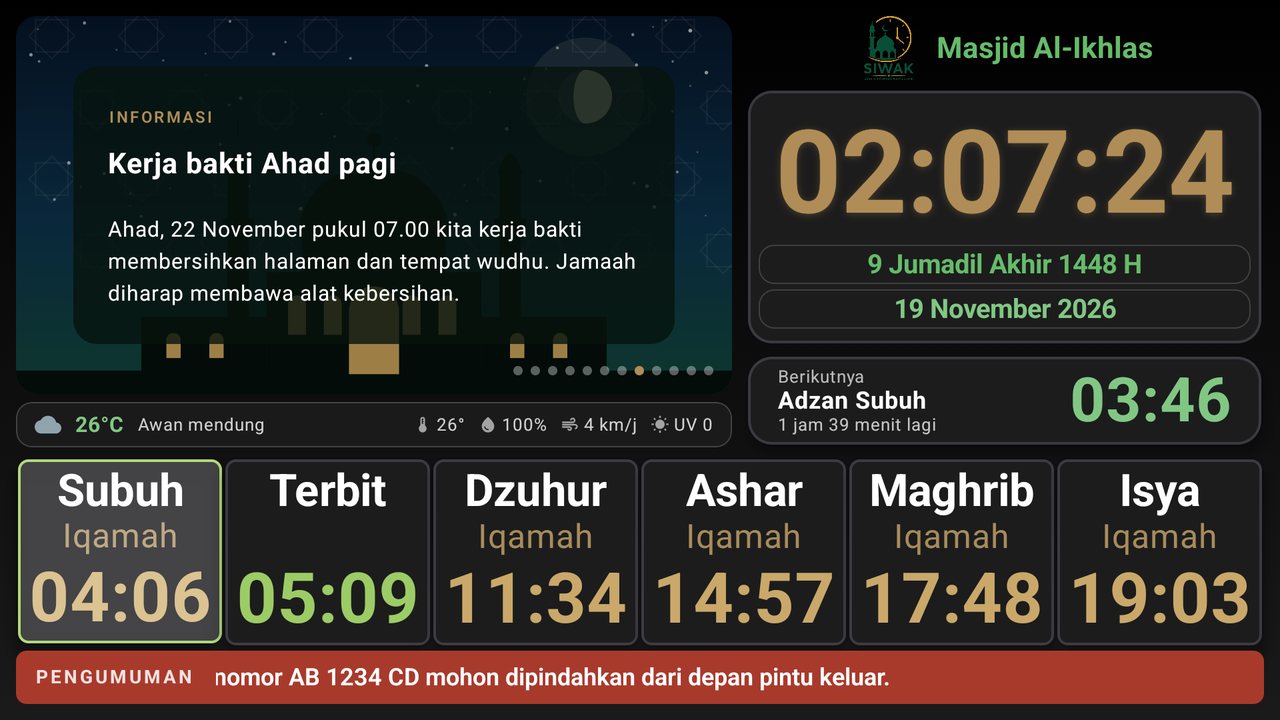 INFORMASI
Kerja bakti Ahad pagi
Ahad, 22 November pukul 07.00 kita kerja bakti
membersihkan halaman dan tempat wudhu. Jamaah
diharap membawa alat kebersihan.
26°C Awan mendung 26° 100% 4 km/j UV 0
SIWAK
Masjid Al-Ikhlas
02:07:24
9 Jumadil Akhir 1448 H
19 November 2026
Berikutnya
Adzan Subuh
1 jam 39 menit lagi
03:46
Subuh
Iqamah
04:06
Terbit
05:09
Dzuhur
Iqamah
11:34
Ashar
Iqamah
14:57
Maghrib
Iqamah
17:48
Isya
Iqamah
19:03
PENGUMUMAN nomor AB 1234 CD mohon dipindahkan dari depan pintu keluar.